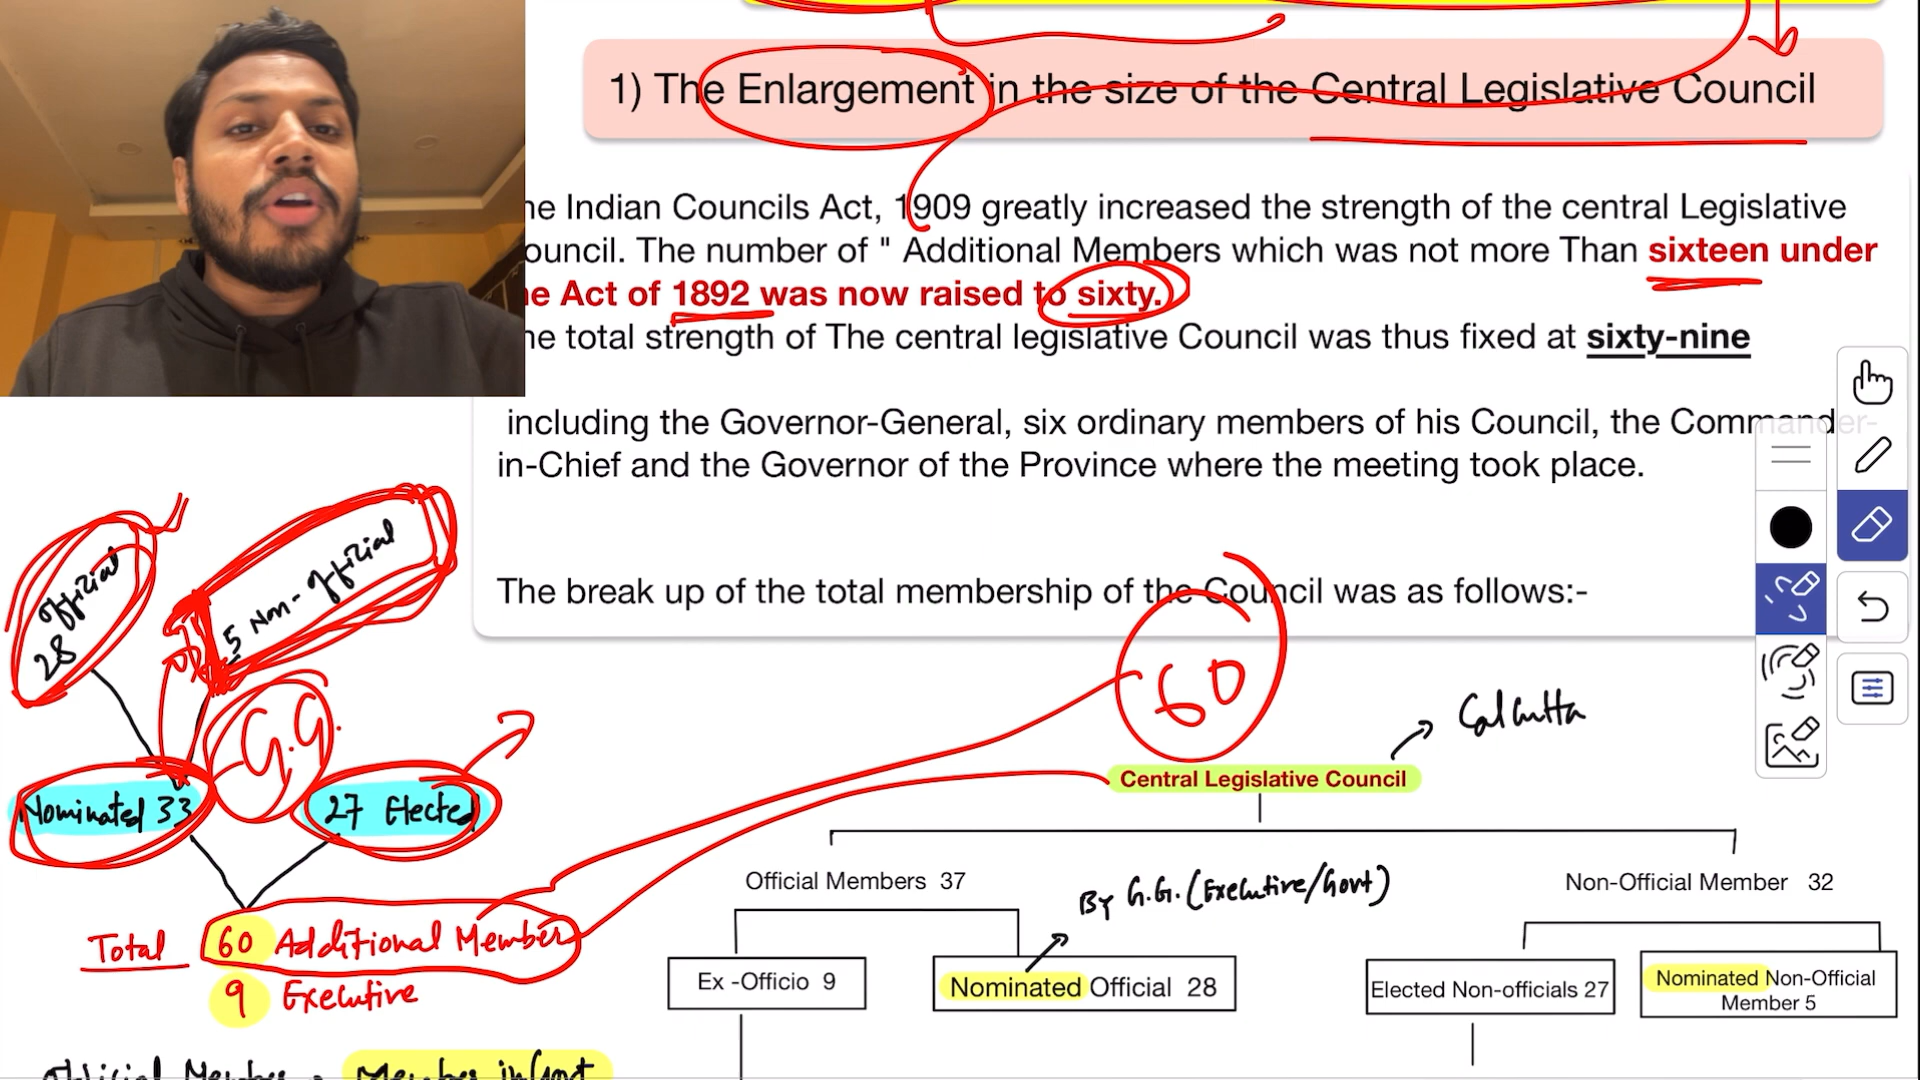 1) The Enlargement in the size of the Central Legislative Council
he Indian Councils Act, 1909 greatly increased the strength of the central Legislative
ouncil. The number of " Additional Members which was not more Than sixteen under
e Act of 1892 was now raised to sixty.
he total strength of The central legislative Council was thus fixed at sixty-nine
including the Governor-General, six ordinary members of his Council, the Commander-
in-Chief and the Governor of the Province where the meeting took place.
The break up of the total membership of the Council was as follows:-
28 official
5 Non-official
G.G.
Nominated 33
27 Elected
Total 60 Additional Member
9 Executive
Official Member - Member in Govt
60
Calcutta
Central Legislative Council
Official Members 37
By G.G. (Executive/Govt)
Non-Official Member 32
Ex -Officio 9
Nominated Official 28
Elected Non-officials 27
Nominated Non-Official
Member 5